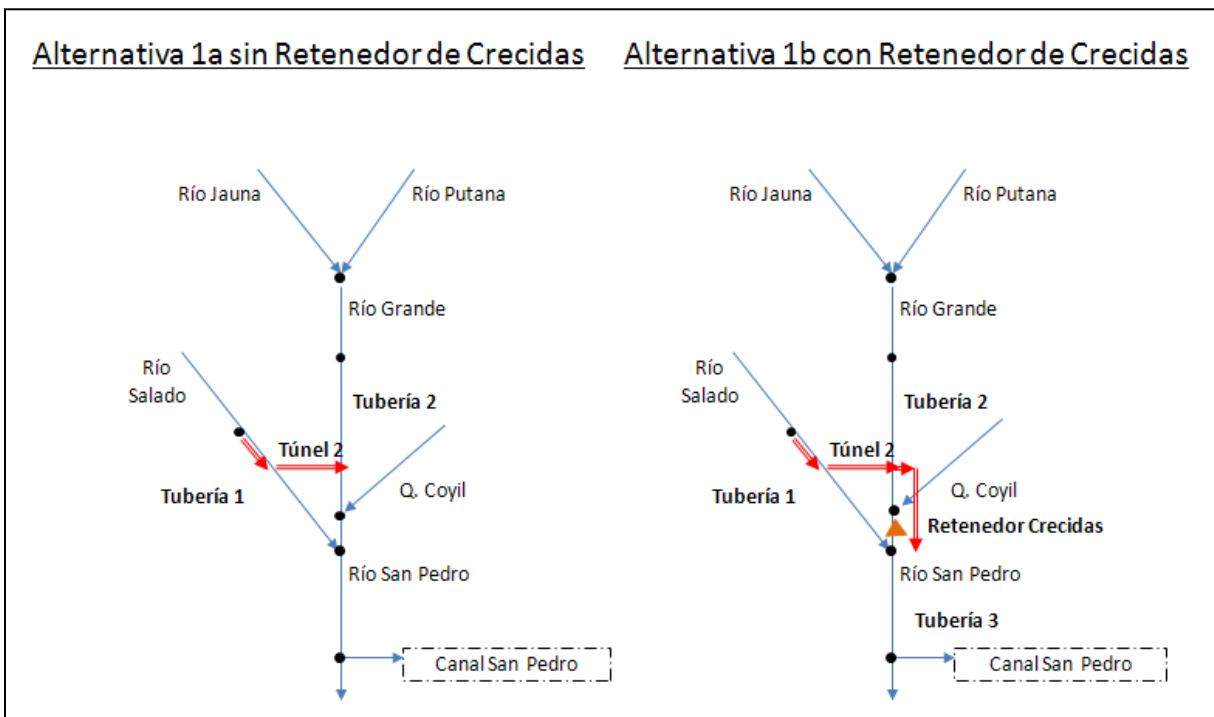 Alternativa 1a sin Retenedor de Crecidas
Río Jauna
Río Putana
Río Grande
Río
Salado
Tubería 2
Túnel 2
Tubería 1
Q. Coyil
Río San Pedro
Canal San Pedro
Alternativa 1b con Retenedor de Crecidas
Río Jauna
Río Putana
Río Grande
Río
Salado
Tubería 2
Túnel 2
Tubería 1
Q. Coyil
Retenedor Crecidas
Río San Pedro
Tubería 3
Canal San Pedro